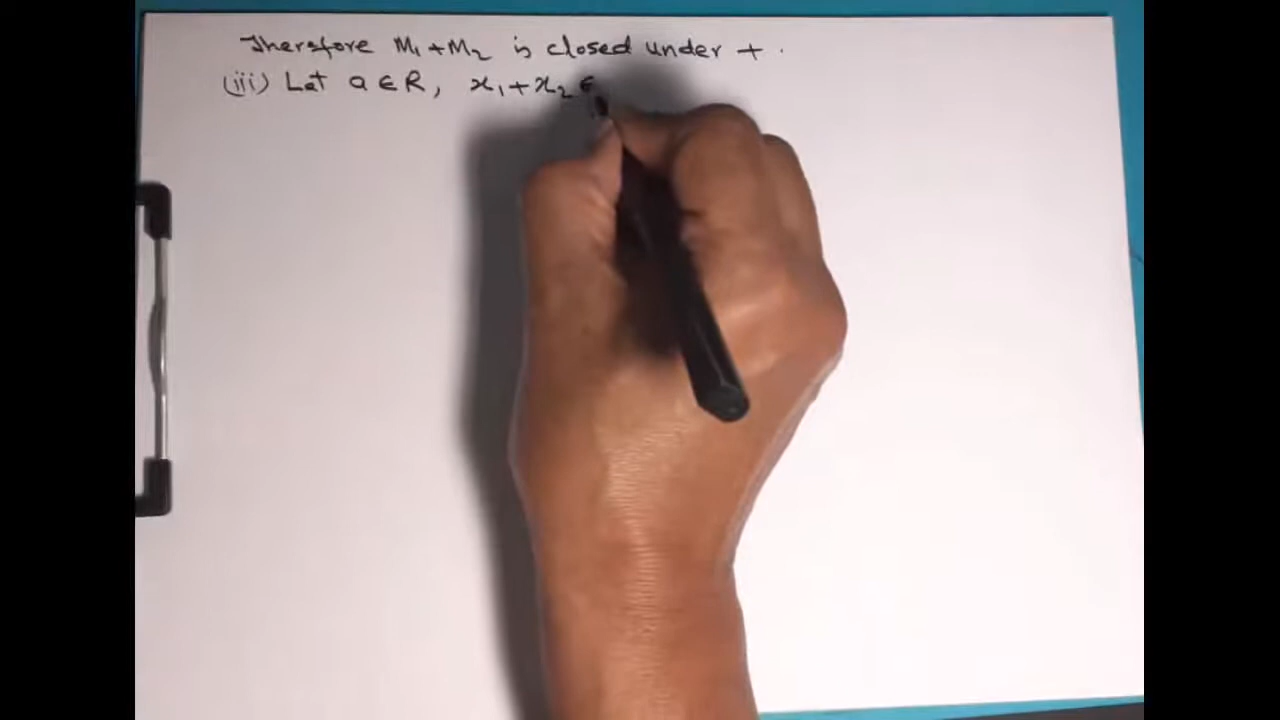 Therefore M₁+M₂ is closed under + .
(iii) Let a ∈ R, x₁+x₂ ∈